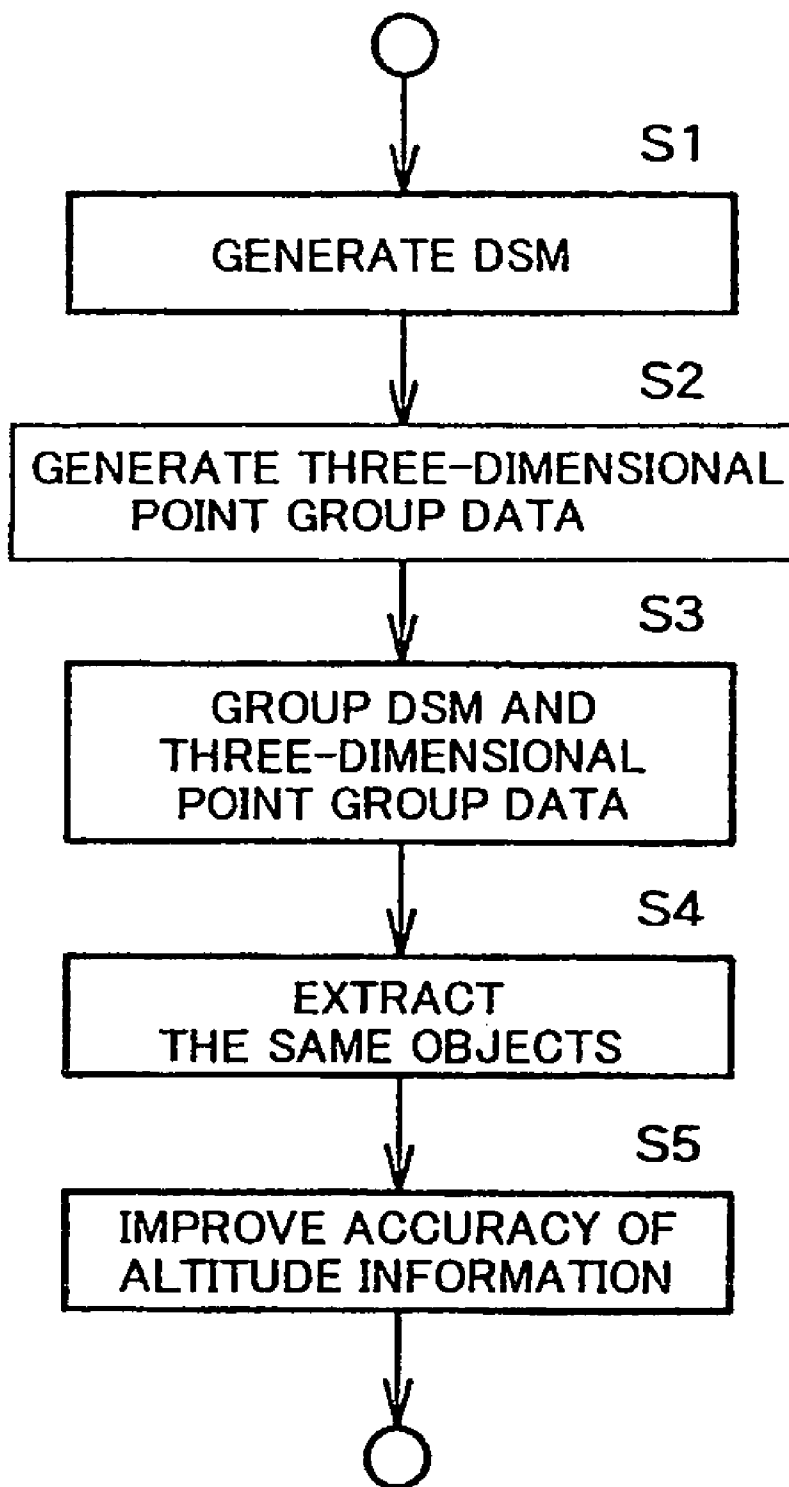 S1
GENERATE DSM
S2
GENERATE THREE-DIMENSIONAL
POINT GROUP DATA
S3
GROUP DSM AND
THREE-DIMENSIONAL
POINT GROUP DATA
S4
EXTRACT
THE SAME OBJECTS
S5
IMPROVE ACCURACY OF
ALTITUDE INFORMATION